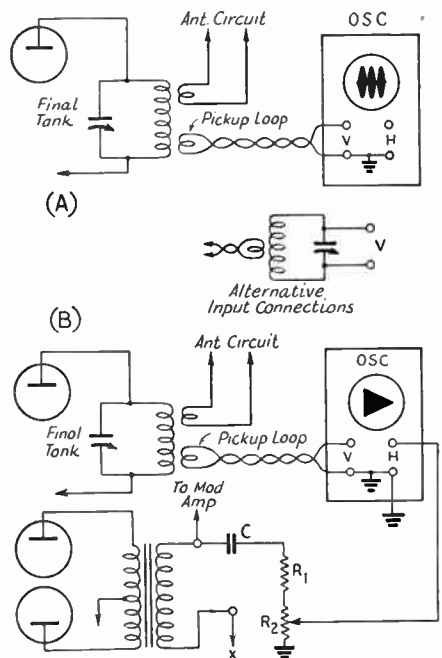 Ant. Circuit
OSC
Final
Tank
Pickup Loop
V
H
(A)
V
Alternative
Input Connections
(B)
Ant Circuit
OSC
Final
Tank
Pickup Loop
V
H
To Mod
Amp
C
R1
R2
X